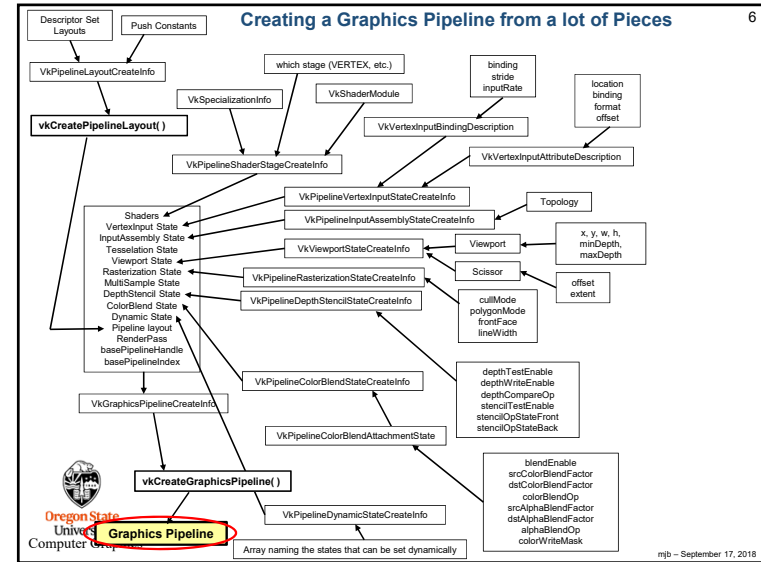 Creating a Graphics Pipeline from a lot of Pieces
6
Descriptor Set
Layouts
Push Constants
VkPipelineLayoutCreateInfo
vkCreatePipelineLayout( )
which stage (VERTEX, etc.)
VkSpecializationInfo
VkShaderModule
VkPipelineShaderStageCreateInfo
binding
stride
inputRate
location
binding
format
offset
VkVertexInputBindingDescription
VkVertexInputAttributeDescription
VkPipelineVertexInputStateCreateInfo
Topology
VkPipelineInputAssemblyStateCreateInfo
Shaders
VertexInput State
InputAssembly State
Tesselation State
Viewport State
Rasterization State
MultiSample State
DepthStencil State
ColorBlend State
Dynamic State
Pipeline layout
RenderPass
basePipelineHandle
basePipelineIndex
VkViewportStateCreateInfo
Viewport
x, y, w, h,
minDepth,
maxDepth
Scissor
offset
extent
VkPipelineRasterizationStateCreateInfo
cullMode
polygonMode
frontFace
lineWidth
VkPipelineDepthStencilStateCreateInfo
depthTestEnable
depthWriteEnable
depthCompareOp
stencilTestEnable
stencilOpStateFront
stencilOpStateBack
VkPipelineColorBlendStateCreateInfo
VkGraphicsPipelineCreateInfo
VkPipelineColorBlendAttachmentState
blendEnable
srcColorBlendFactor
dstColorBlendFactor
colorBlendOp
srcAlphaBlendFactor
dstAlphaBlendFactor
alphaBlendOp
colorWriteMask
vkCreateGraphicsPipeline( )
VkPipelineDynamicStateCreateInfo
Array naming the states that can be set dynamically
Graphics Pipeline
Oregon State
Computer
mjb – September 17, 2018